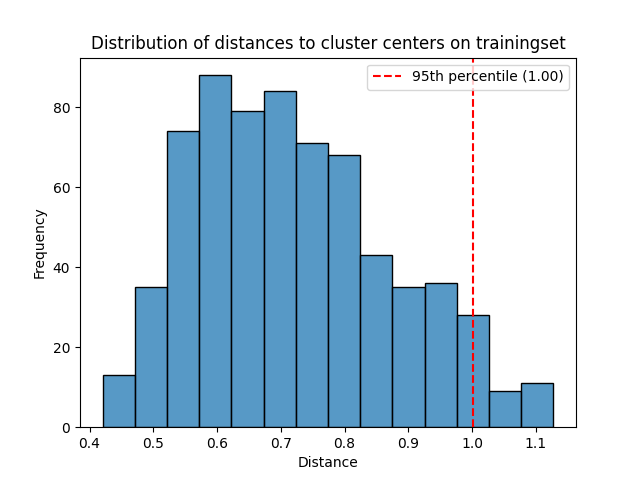 Distribution of distances to cluster centers on trainingset
95th percentile (1.00)
80
60
40
20
0
Frequency
0.4 0.5 0.6 0.7 0.8 0.9 1.0 1.1
Distance